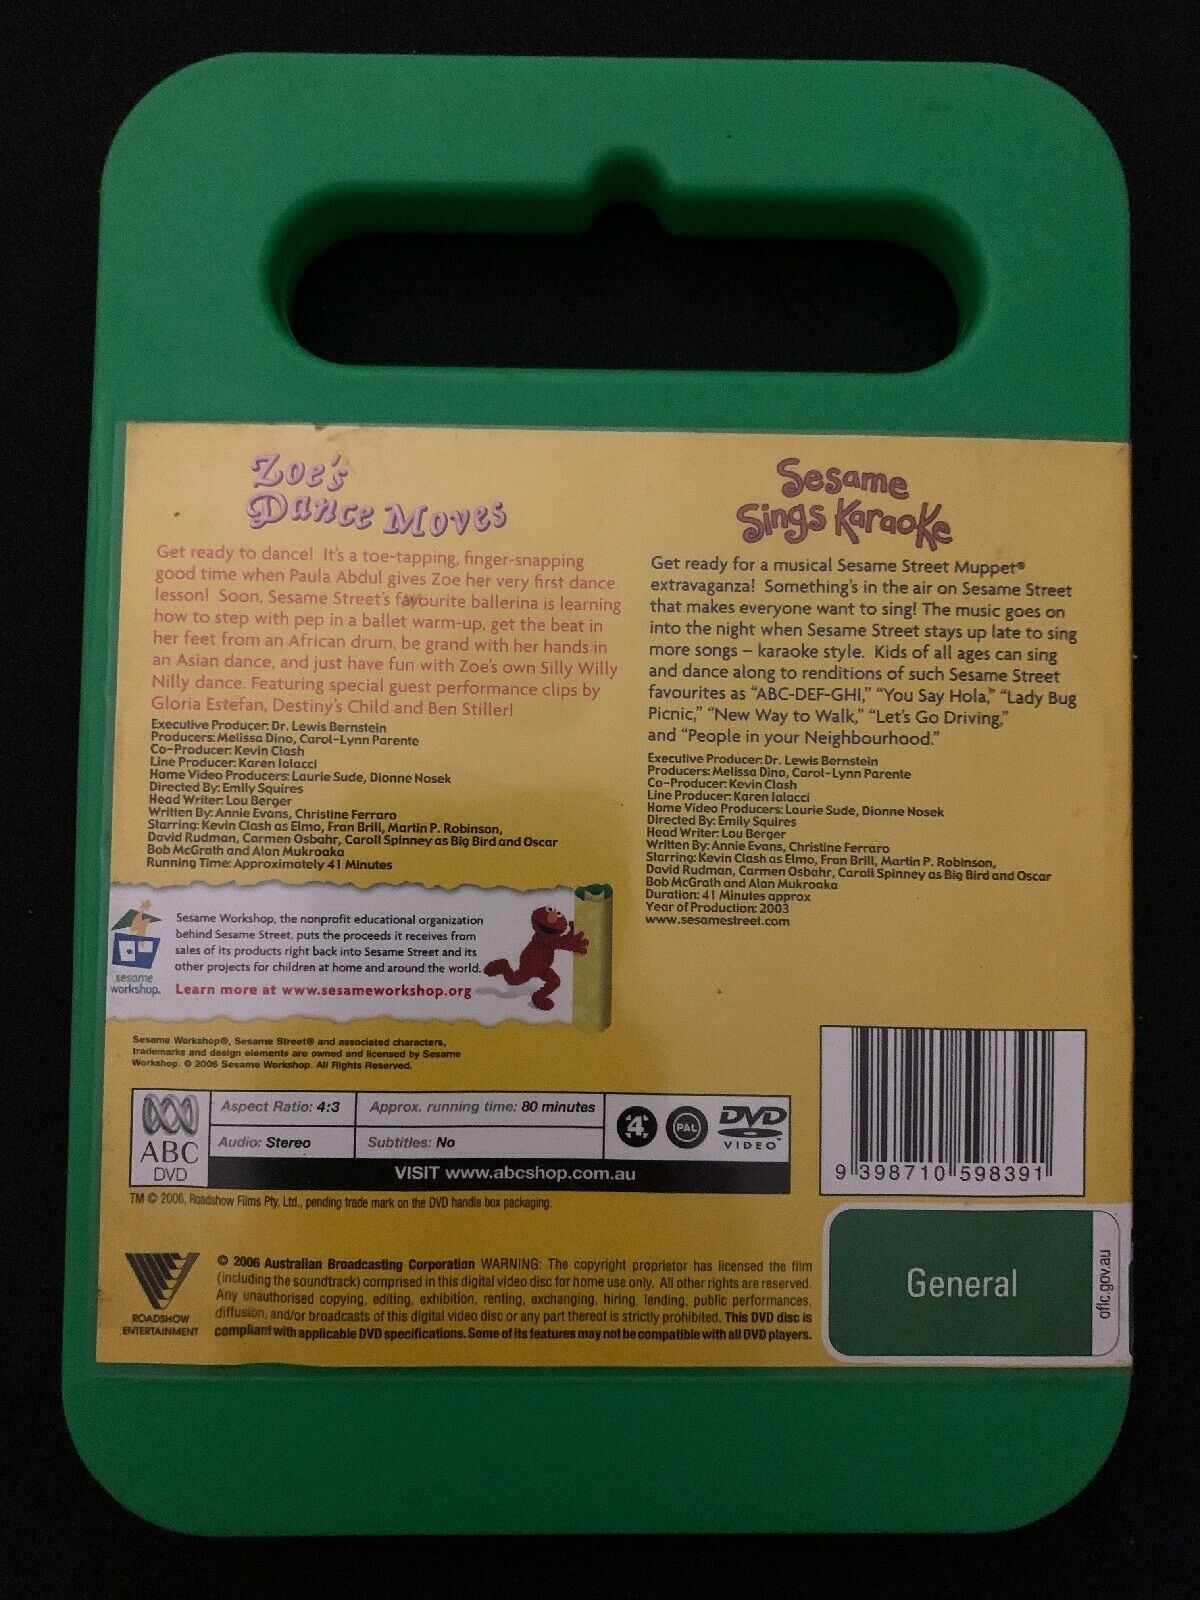 Zoe's
Dance Moves
Get ready to dance! It's a toe-tapping, finger-snapping
good time when Paula Abdul gives Zoe her very first dance
lesson! Soon, Sesame Street's favourite ballerina is learning
how to step with pep in a ballet warm-up, get the beat in
her feet from an African drum, be grand with her hands in
an Asian dance, and just have fun with Zoe's own Silly Willy
Nilly dance. Featuring special guest performance clips by
Gloria Estefan, Destiny's Child and Ben Stiller!
Executive Producer: Dr. Lewis Bernstein
Producers: Melissa Dino, Carol-Lynn Parente
Co-Producer: Kevin Clash
Line Producer: Karen Ialacci
Home Video Producers: Laurie Sude, Dionne Nosek
Directed By: Emily Squires
Head Writer: Lou Berger
Written By: Annie Evans, Christine Ferraro
Starring: Kevin Clash as Elmo, Fran Brill, Martin P. Robinson,
David Rudman, Carmen Osbahr, Caroll Spinney as Big Bird and Oscar
Bob McGrath and Alan Mukroaka
Running Time: Approximately 41 Minutes
sesame
workshop.
Sesame Workshop, the nonprofit educational organization
behind Sesame Street, puts the proceeds it receives from
sales of its products right back into Sesame Street and its
other projects for children at home and around the world.
Learn more at www.sesameworkshop.org
Sesame Workshop®, Sesame Street® and associated characters,
trademarks and design elements are owned and licensed by Sesame
Workshop. © 2006 Sesame Workshop. All Rights Reserved.
Sesame
Sings Karaoke
Get ready for a musical Sesame Street Muppet®
extravaganza! Something's in the air on Sesame Street
that makes everyone want to sing! The music goes on
into the night when Sesame Street stays up late to sing
more songs – karaoke style. Kids of all ages can sing
and dance along to renditions of such Sesame Street
favourites as "ABC-DEF-GHI," "You Say Hola," "Lady Bug
Picnic," "New Way to Walk," "Let's Go Driving,"
and "People in your Neighbourhood."
Executive Producer: Dr. Lewis Bernstein
Producers: Melissa Dino, Carol-Lynn Parente
Co-Producer: Kevin Clash
Line Producer: Karen Ialacci
Home Video Producers: Laurie Sude, Dionne Nosek
Directed By: Emily Squires
Head Writer: Lou Berger
Written By: Annie Evans, Christine Ferraro
Starring: Kevin Clash as Elmo, Fran Brill, Martin P. Robinson,
David Rudman, Carmen Osbahr, Caroll Spinney as Big Bird and Oscar
Bob McGrath and Alan Mukroaka
Duration: 41 Minutes approx
Year of Production: 2003
www.sesamestreet.com
ABC
DVD
Aspect Ratio: 4:3
Approx. running time: 80 minutes
Audio: Stereo
Subtitles: No
4
PAL
DVD
VIDEO
VISIT www.abcshop.com.au
9 398710 598391
TM © 2006, Roadshow Films Pty. Ltd., pending trade mark on the DVD handle box packaging.
ROADSHOW
ENTERTAINMENT
© 2006 Australian Broadcasting Corporation WARNING: The copyright proprietor has licensed the film
(including the soundtrack) comprised in this digital video disc for home use only. All other rights are reserved.
Any unauthorised copying, editing, exhibition, renting, exchanging, hiring, lending, public performances,
diffusion, and/or broadcasts of this digital video disc or any part thereof is strictly prohibited. This DVD disc is
compliant with applicable DVD specifications. Some of its features may not be compatible with all DVD players.
General
oflc.gov.au